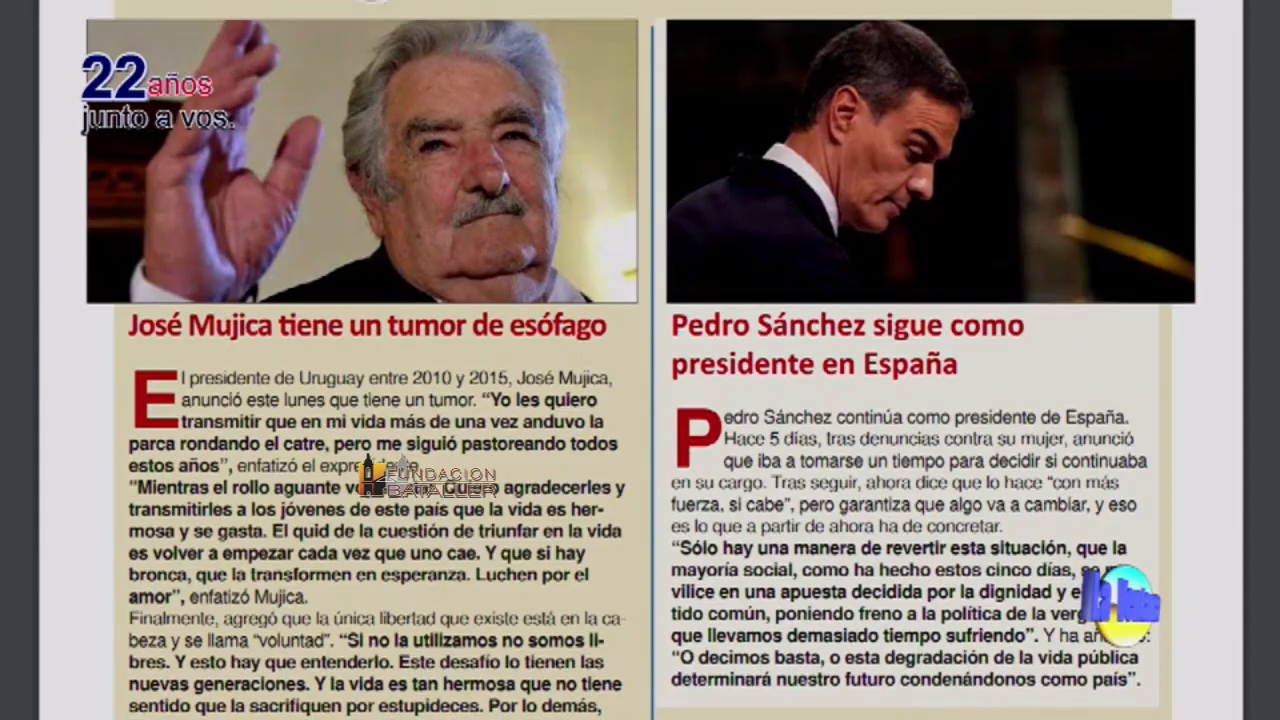 22 años
junto a vos.
José Mujica tiene un tumor de esófago
El presidente de Uruguay entre 2010 y 2015, José Mujica,
anunció este lunes que tiene un tumor. “Yo les quiero
transmitir que en mi vida más de una vez anduvo la
parca rondando el catre, pero me siguió pastoreando todos
estos años”, enfatizó el
“Mientras el rollo aguante agradecerles y
transmitirles a los jóvenes de este país que la vida es her-
mosa y se gasta. El quid de la cuestión de triunfar en la vida
es volver a empezar cada vez que uno cae. Y que si hay
bronca, que la transformen en esperanza. Luchen por el
amor”, enfatizó Mujica.
Finalmente, agregó que la única libertad que existe está en la ca-
beza y se llama “voluntad”. “Si no la utilizamos no somos li-
bres. Y esto hay que entenderlo. Este desafío lo tienen las
nuevas generaciones. Y la vida es tan hermosa que no tiene
sentido que la sacrifiquen por estupideces. Por lo demás,
FUNDACION
BATALLER
Pedro Sánchez sigue como
presidente en España
Pedro Sánchez continúa como presidente de España.
Hace 5 días, tras denuncias contra su mujer, anunció
que iba a tomarse un tiempo para decidir si continuaba
en su cargo. Tras seguir, ahora dice que lo hace “con más
fuerza, si cabe”, pero garantiza que algo va a cambiar, y eso
es lo que a partir de ahora ha de concretar.
“Sólo hay una manera de revertir esta situación, que la
mayoría social, como ha hecho estos cinco días,
vilice en una apuesta decidida por la dignidad y
tido común, poniendo freno a la política de la
que llevamos demasiado tiempo sufriendo”. Y ha
“O decimos basta, o esta degradación de la vida pública
determinará nuestro futuro condenándonos como país”.